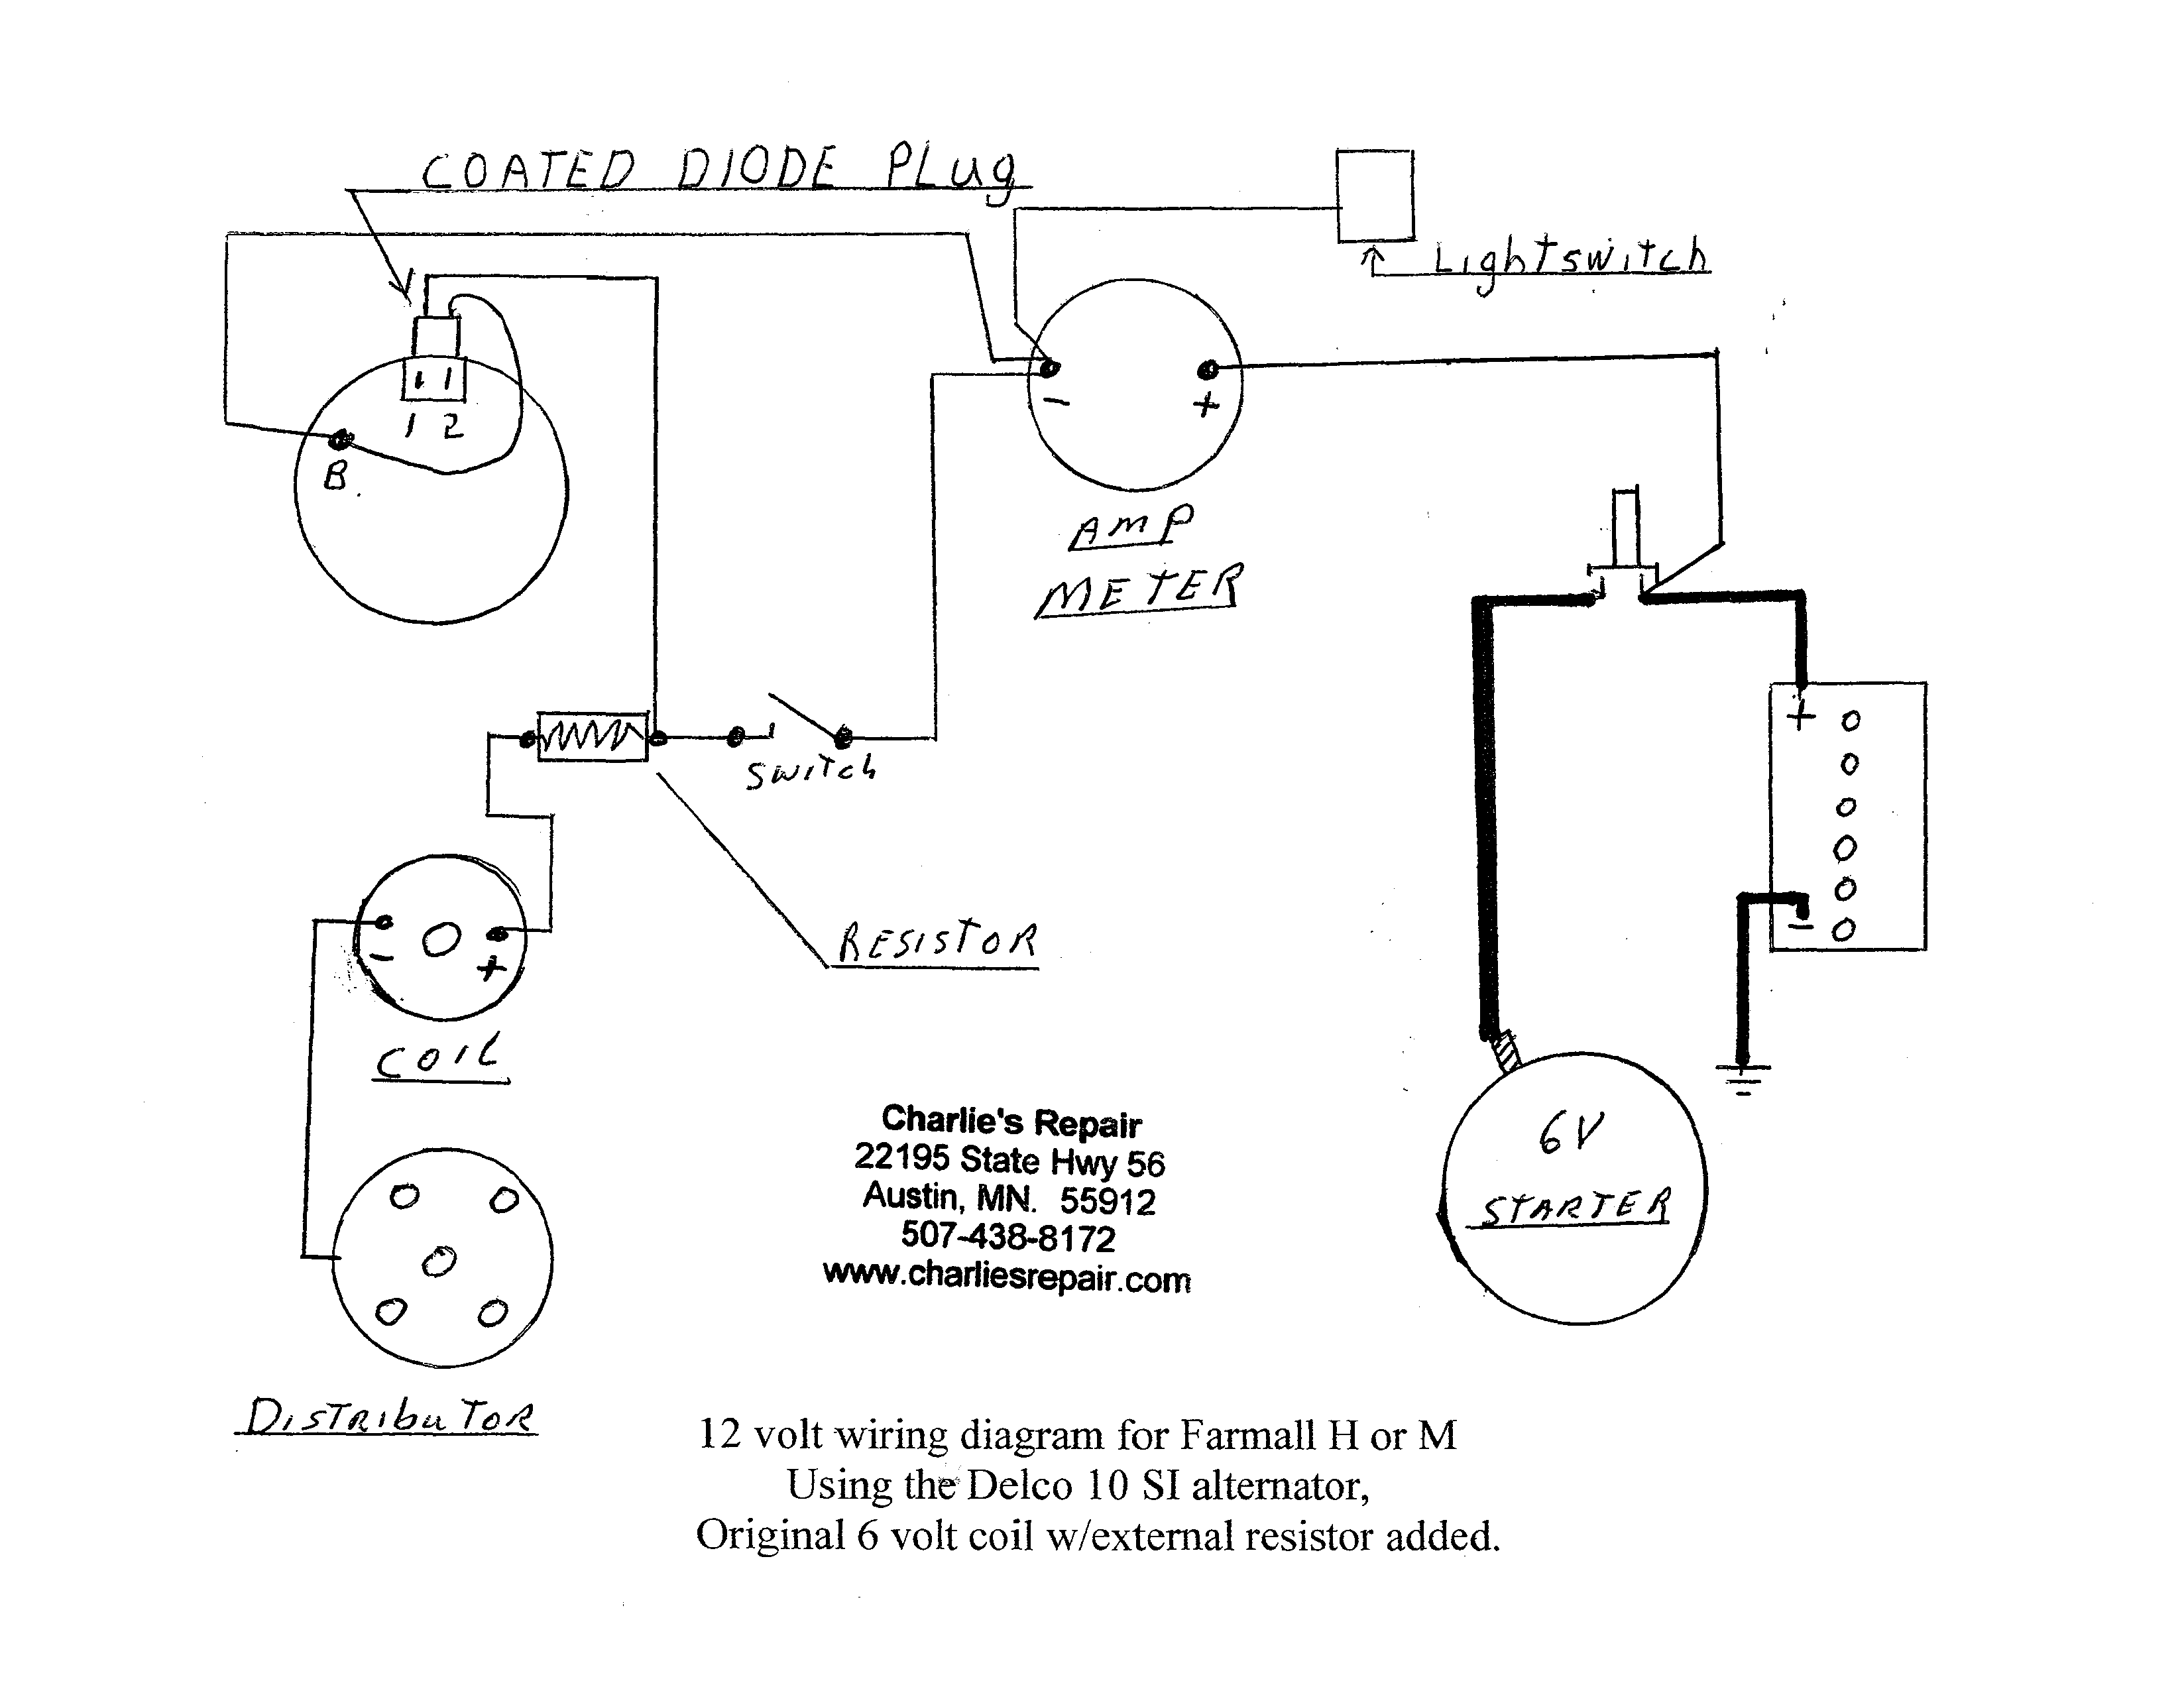 COATED DIODE PLug
Lightswitch
1 2
B.
- +
AMP
METER
Switch
+
-
RESISTOR
- +
COIL
6V
STARTER
DISTRIbuTOR
Charlie's Repair
22195 State Hwy 56
Austin, MN. 55912
507-438-8172
www.charliesrepair.com
12 volt wiring diagram for Farmall H or M
Using the Delco 10 SI alternator,
Original 6 volt coil w/external resistor added.